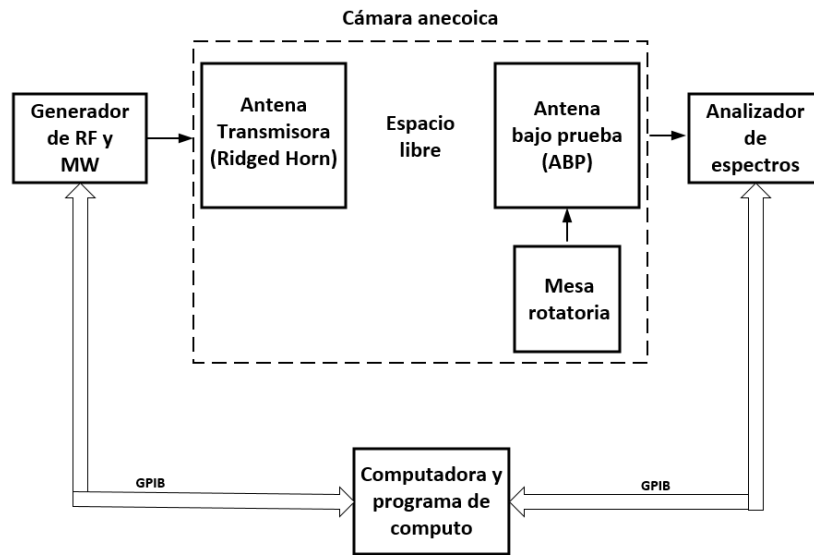 Cámara anecoica
Generador
de RF y
MW
Antena
Transmisora
(Ridged Horn)
Espacio
libre
Antena
bajo prueba
(ABP)
Analizador
de
espectros
Mesa
rotatoria
GPIB
Computadora y
programa de
computo
GPIB